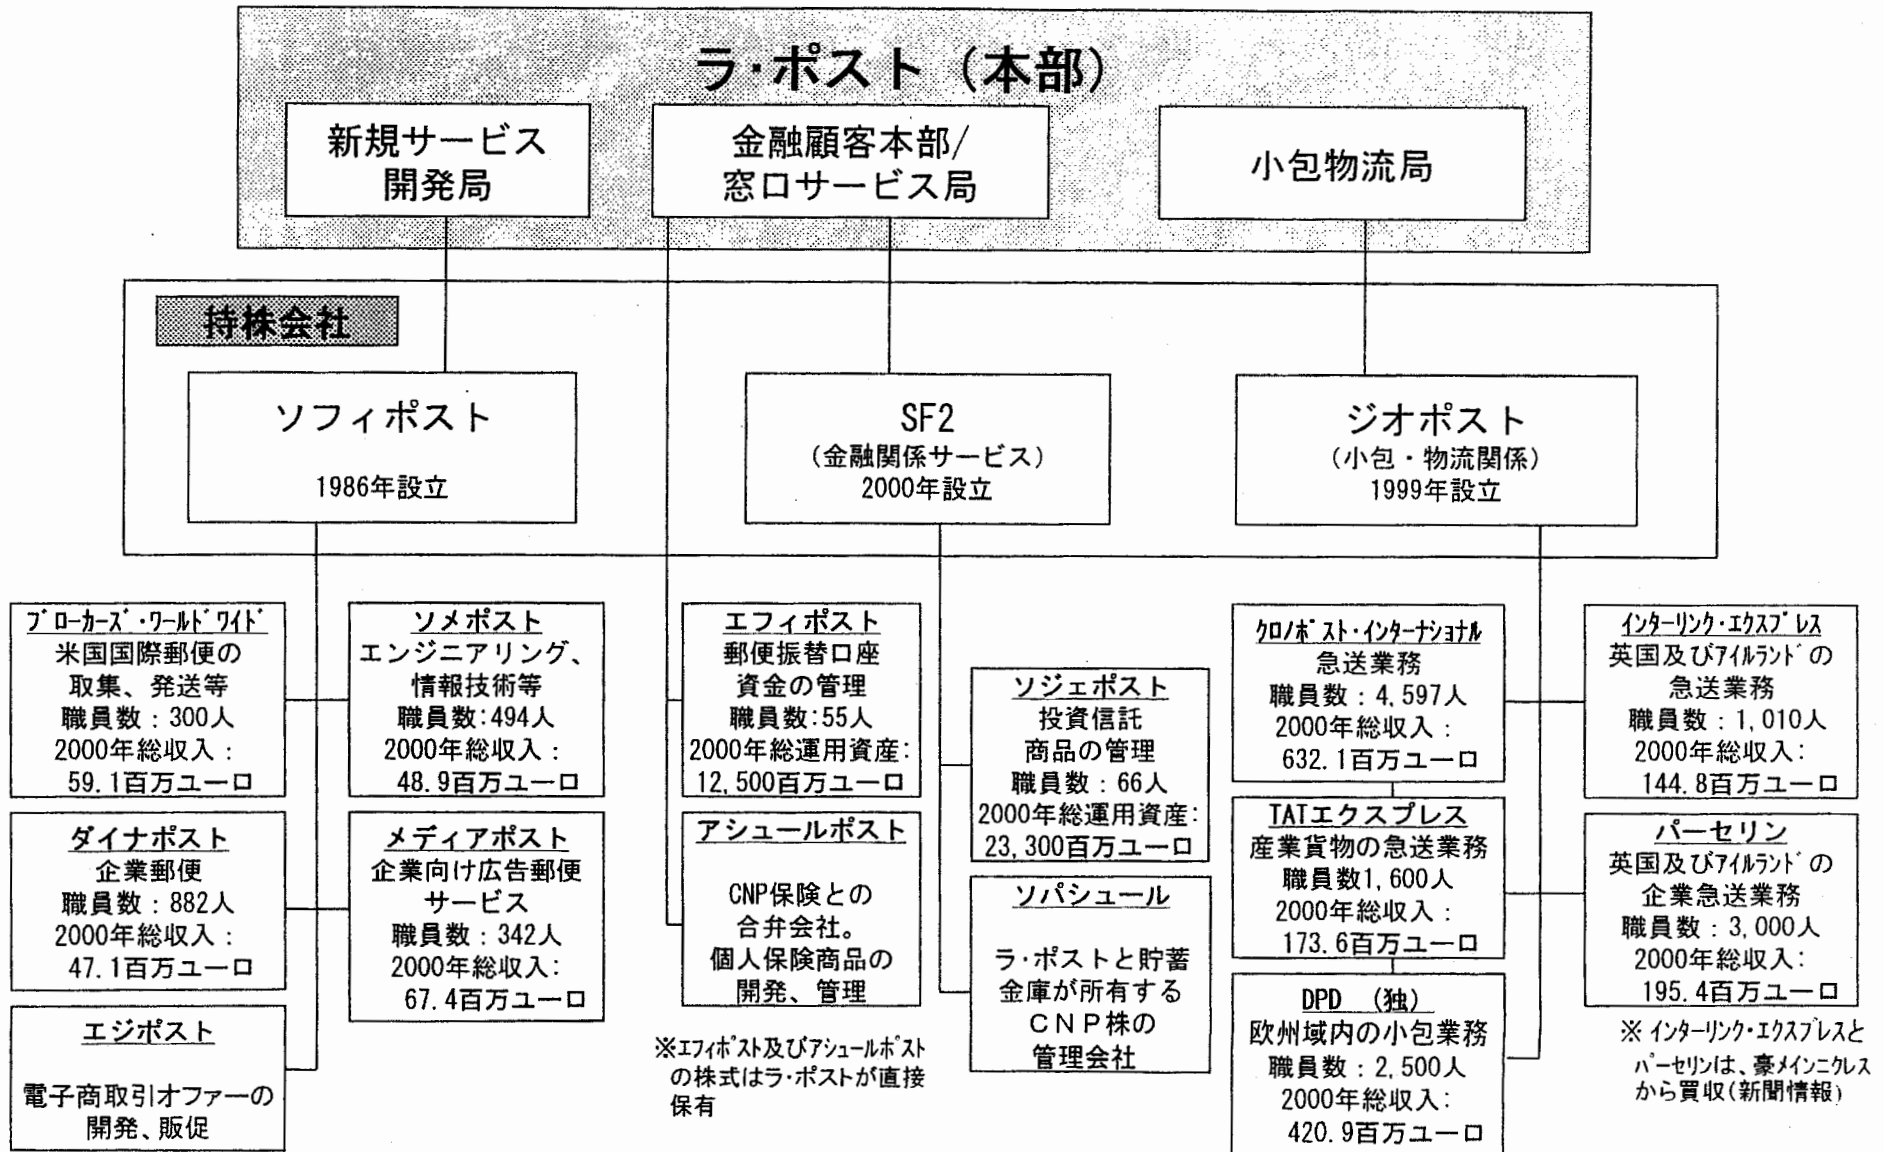 ラ・ポスト（本部）
新規サービス
開発局
金融顧客本部/
窓口サービス局
小包物流局
持株会社
ソフィポスト
1986年設立
SF2
(金融関係サービス)
2000年設立
ジオポスト
(小包・物流関係)
1999年設立
ﾌﾞﾛｰｶｰｽﾞ・ﾜｰﾙﾄﾞﾜｲﾄﾞ
米国国際郵便の
取集、発送等
職員数：300人
2000年総収入：
59.1百万ユーロ
ソメポスト
エンジニアリング、
情報技術等
職員数:494人
2000年総収入：
48.9百万ユーロ
ダイナポスト
企業郵便
職員数：882人
2000年総収入：
47.1百万ユーロ
メディアポスト
企業向け広告郵便
サービス
職員数：342人
2000年総収入:
67.4百万ユーロ
エジポスト
電子商取引オファーの
開発、販促
エフィポスト
郵便振替口座
資金の管理
職員数:55人
2000年総運用資産:
12,500百万ユーロ
アシュールポスト
CNP保険との
合弁会社。
個人保険商品の
開発、管理
※ｴﾌｨﾎﾟｽﾄ及びｱｼｭｰﾙﾎﾟｽﾄ
の株式はラ・ポストが直接
保有
ソジェポスト
投資信託
商品の管理
職員数：66人
2000年総運用資産:
23,300百万ユーロ
ソパシュール
ラ・ポストと貯蓄
金庫が所有する
ＣＮＰ株の
管理会社
ｸﾛﾉﾎﾟｽﾄ・ｲﾝﾀｰﾅｼｮﾅﾙ
急送業務
職員数：4,597人
2000年総収入：
632.1百万ユーロ
TATエクスプレス
産業貨物の急送業務
職員数1,600人
2000年総収入：
173.6百万ユーロ
DPD （独）
欧州域内の小包業務
職員数：2,500人
2000年総収入:
420.9百万ユーロ
ｲﾝﾀｰﾘﾝｸ・ｴｸｽﾌﾟﾚｽ
英国及びｱｲﾙﾗﾝﾄﾞの
急送業務
職員数：1,010人
2000年総収入:
144.8百万ユーロ
パーセリン
英国及びｱｲﾙﾗﾝﾄﾞの
企業急送業務
職員数：3,000人
2000年総収入:
195.4百万ユーロ
※ ｲﾝﾀｰﾘﾝｸ・ｴｸｽﾌﾟﾚｽと
ﾊﾟｰｾﾘﾝは、豪ﾒｲﾝﾆｸﾚｽ
から買収(新聞情報)